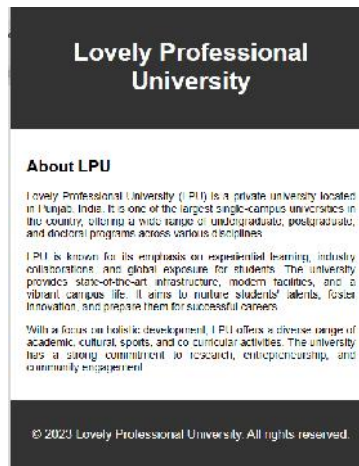 Lovely Professional
University
About LPU
Lovely Professional University (LPU) is a private university located
in Punjab, India. It is one of the largest single-campus universities in
the country, offering a wide range of undergraduate, postgraduate,
and doctoral programs across various disciplines.
LPU is known for its emphasis on experiential learning, industry
collaborations, and global exposure for students. The university
provides state-of-the-art infrastructure, modern facilities, and a
vibrant campus life. It aims to nurture students' talents, foster
innovation, and prepare them for successful careers.
With a focus on holistic development, LPU offers a diverse range of
academic, cultural, sports, and co-curricular activities. The university
has a strong commitment to research, entrepreneurship, and
community engagement.
© 2023 Lovely Professional University. All rights reserved.